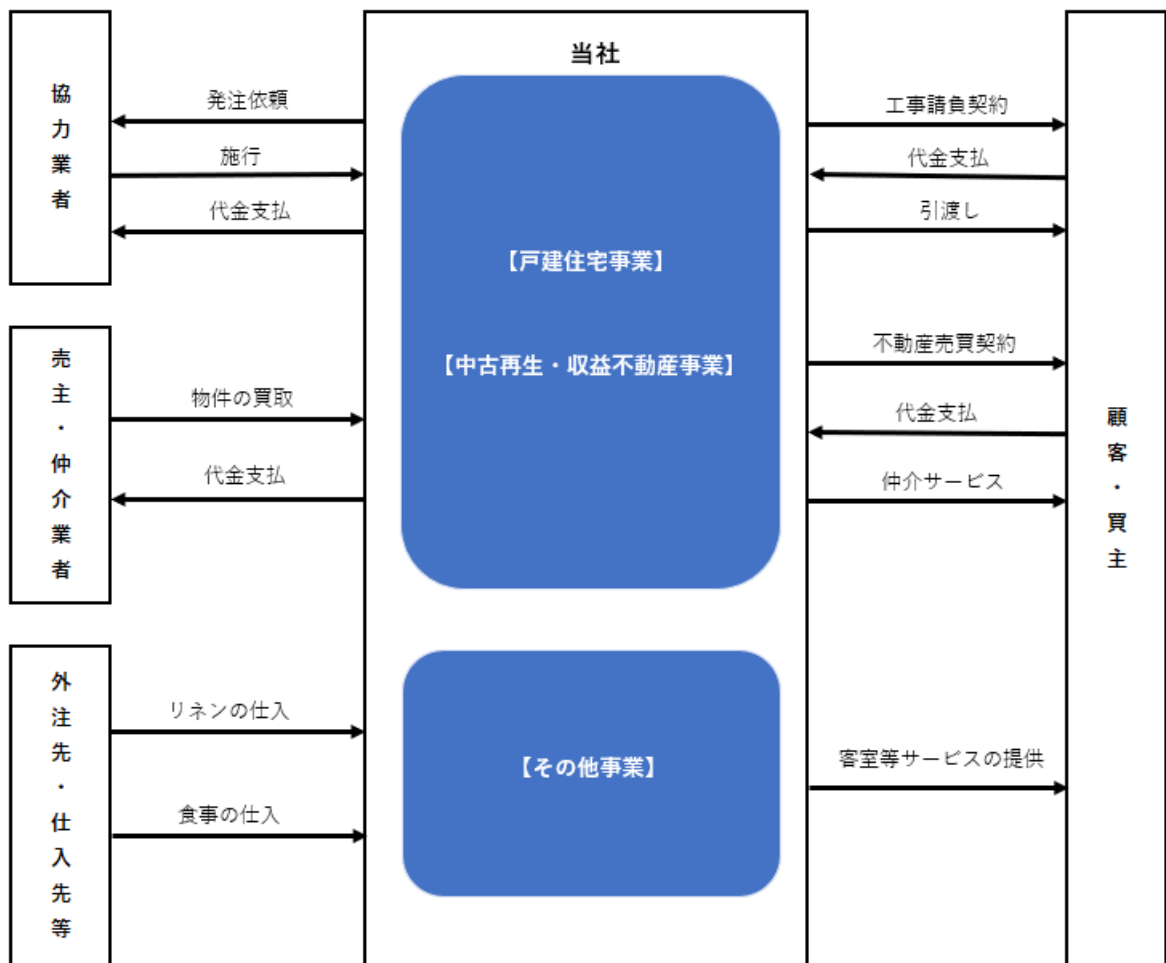 当社
協力業者
発注依頼
施行
代金支払
売主・仲介業者
物件の買取
代金支払
外注先・仕入先等
リネンの仕入
食事の仕入
【戸建住宅事業】
【中古再生・収益不動産事業】
【その他事業】
工事請負契約
代金支払
引渡し
不動産売買契約
代金支払
仲介サービス
客室等サービスの提供
顧客・買主